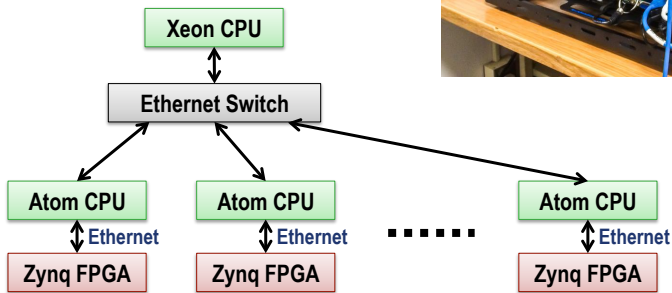 Xeon CPU
Ethernet Switch
Atom CPU Atom CPU Atom CPU
Ethernet Ethernet Ethernet
Zynq FPGA Zynq FPGA Zynq FPGA